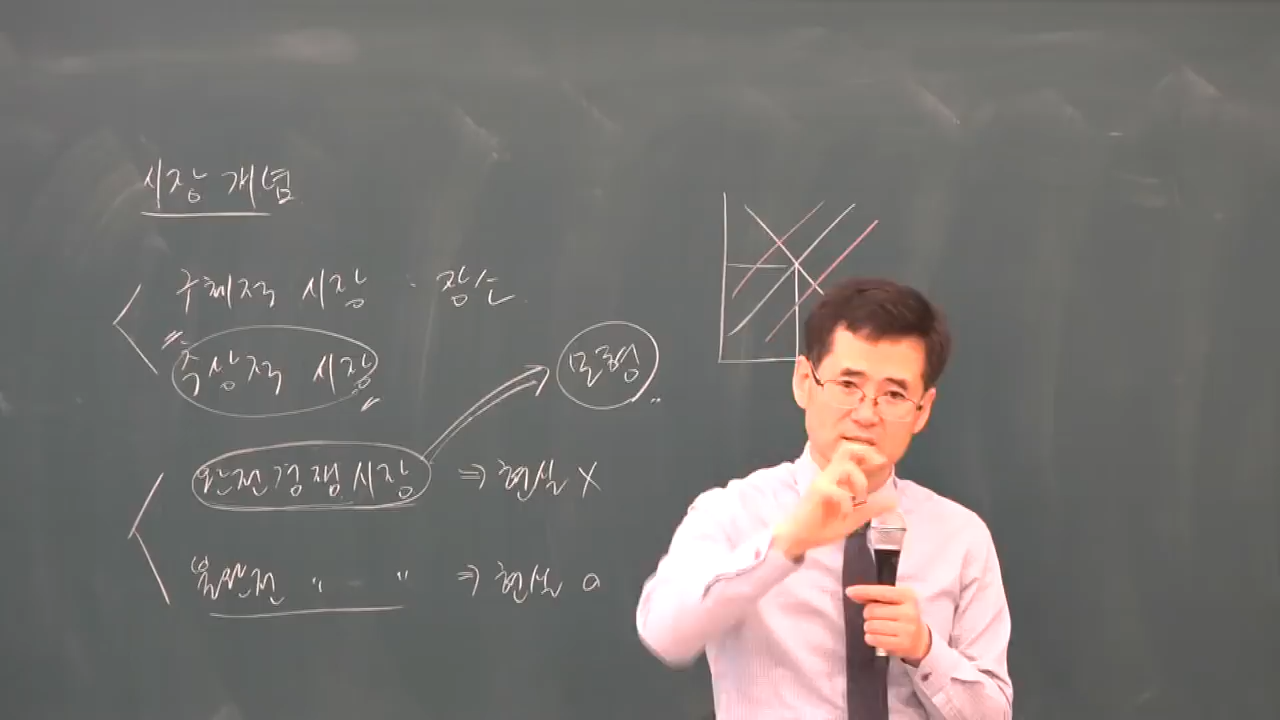 시장 개념
구체적 시장 : 장소
추상적 시장
모형
완전경쟁시장 ⇒ 현실 X
불완전 〃 〃 ⇒ 현실 O